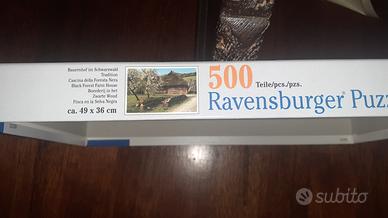 Bauernhof im Schwarzwald
Tradition
Cascina della Foresta Nera
Black Forest Farm House
Boerderij in het
Zwarte Woud
Finca en la Selva Negra
ca. 49 x 36 cm
500 Teile/pcs./pzs.
Ravensburger® Puzz
subito